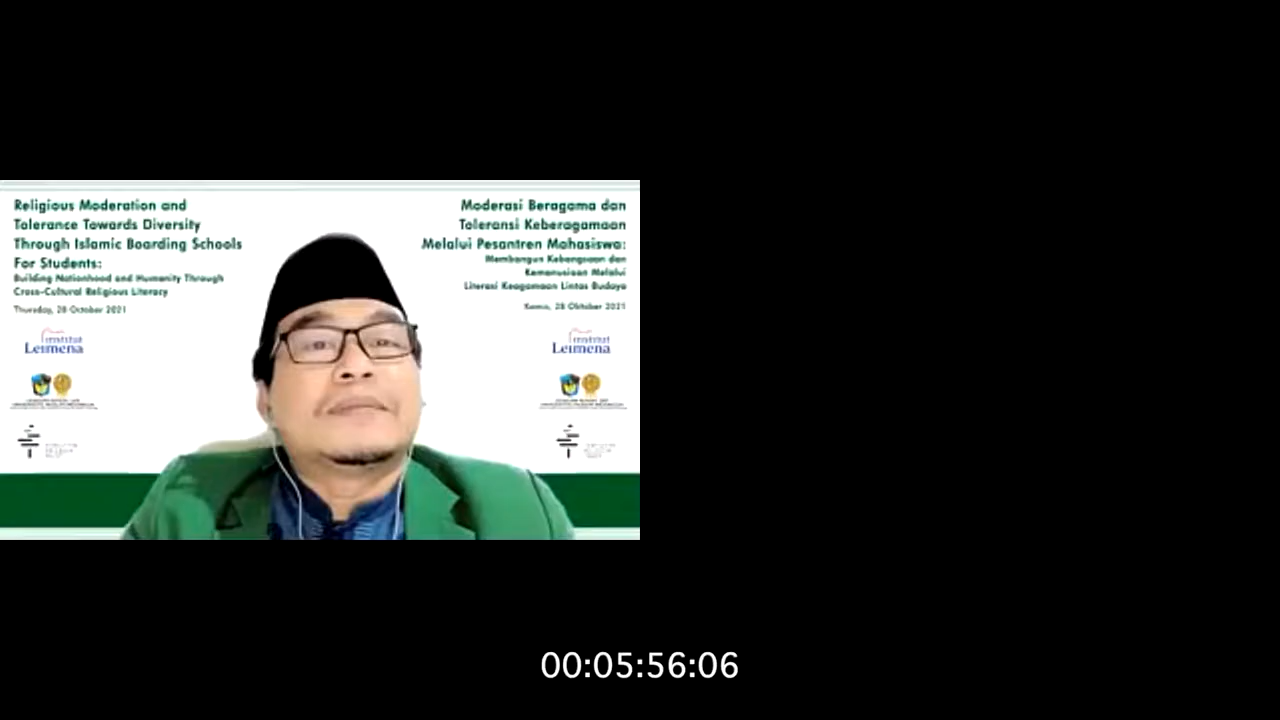 Religious Moderation and
Tolerance Towards Diversity
Through Islamic Boarding Schools
For Students:
Building Nationhood and Humanity Through
Cross-Cultural Religious Literacy
Thursday, 28 October 2021
institut
Leimena
Moderasi Beragama dan
Toleransi Keberagamaan
Melalui Pesantren Mahasiswa:
Membangun Kebangsaan dan
Kemanusiaan Melalui
Literasi Keagamaan Lintas Budaya
Kamis, 28 Oktober 2021
institut
Leimena
00:05:56:06